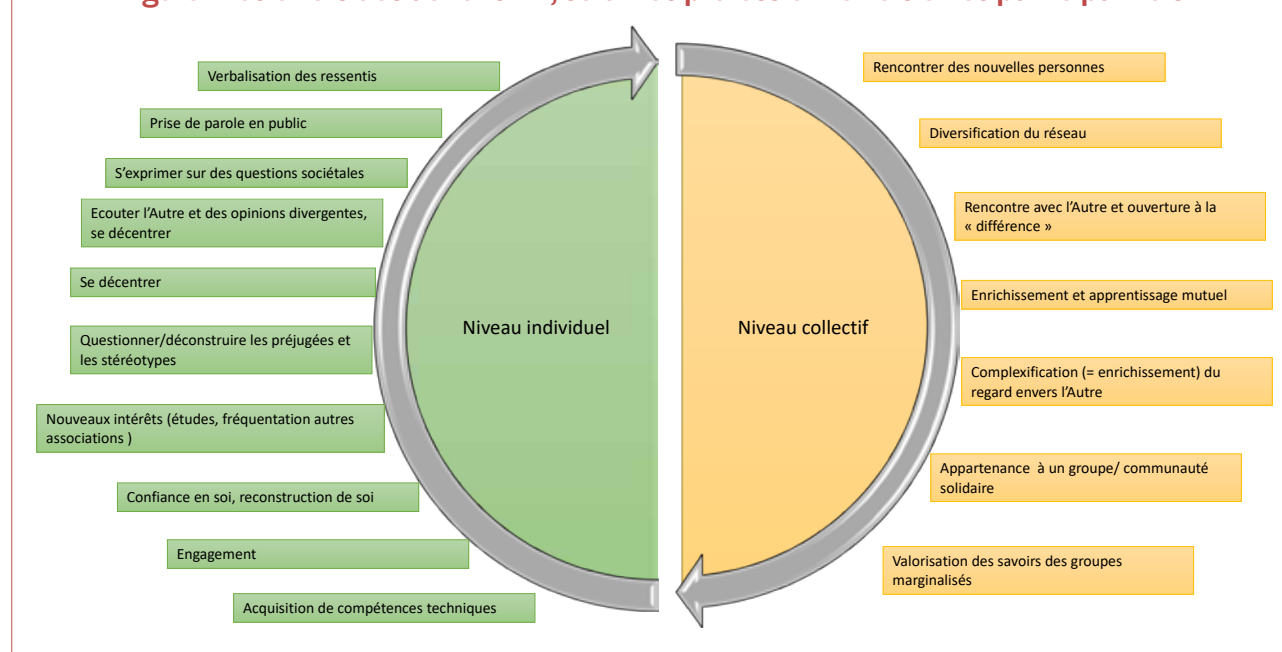 Verbalisation des ressentis
Prise de parole en public
S’exprimer sur des questions sociétales
Ecouter l’Autre et des opinions divergentes,
se décentrer
Se décentrer
Questionner/déconstruire les préjugées et
les stéréotypes
Nouveaux intérêts (études, fréquentation autres
associations )
Confiance en soi, reconstruction de soi
Engagement
Acquisition de compétences techniques
Niveau individuel
Niveau collectif
Rencontrer des nouvelles personnes
Diversification du réseau
Rencontre avec l’Autre et ouverture à la
« différence »
Enrichissement et apprentissage mutuel
Complexification (= enrichissement) du
regard envers l’Autre
Appartenance à un groupe/ communauté
solidaire
Valorisation des savoirs des groupes
marginalisés